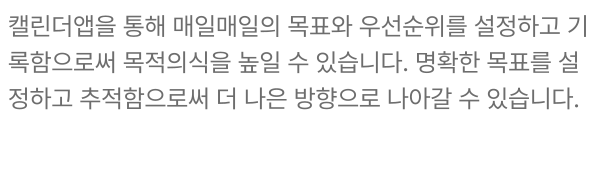 캘린더앱을 통해 매일매일의 목표와 우선순위를 설정하고 기
록함으로써 목적의식을 높일 수 있습니다. 명확한 목표를 설
정하고 추적함으로써 더 나은 방향으로 나아갈 수 있습니다.